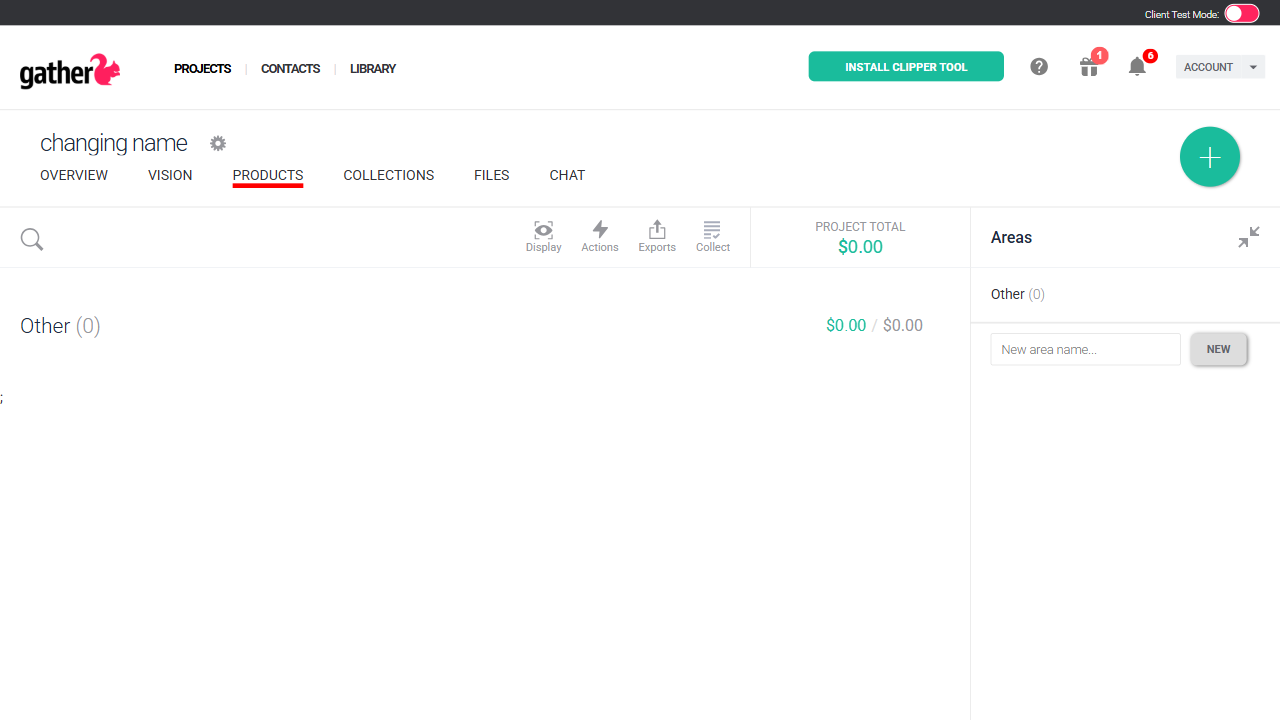 Client Test Mode:
gather
PROJECTS
CONTACTS
LIBRARY
INSTALL CLIPPER TOOL
1
6
ACCOUNT
changing name
OVERVIEW
VISION
PRODUCTS
COLLECTIONS
FILES
CHAT
Display
Actions
Exports
Collect
PROJECT TOTAL
$0.00
Areas
Other (0)
$0.00 / $0.00
Other (0)
New area name...
NEW
;